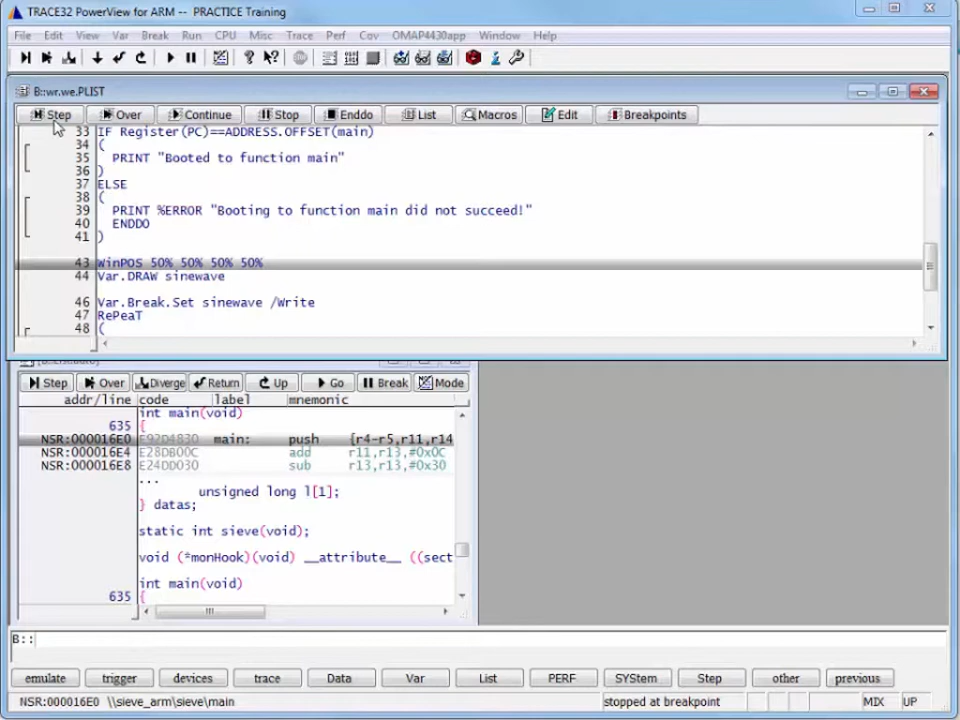 TRACE32 PowerView for ARM -- PRACTICE Training
File Edit View Var Break Run CPU Misc Trace Perf Cov OMAP4430app Window Help
B::wr.we.PLIST
Step Over Continue Stop Enddo List Macros Edit Breakpoints
33 IF Register(PC)==ADDRESS.OFFSET(main)
34 (
35 PRINT "Booted to function main"
36 )
37 ELSE
38 (
39 PRINT %ERROR "Booting to function main did not succeed!"
40 ENDDO
41 )
43 WinPOS 50% 50% 50% 50%
44 Var.DRAW sinewave
46 Var.Break.Set sinewave /Write
47 RePeaT
48 (
Step Over Diverge Return Up Go Break Mode
addr/line code label mnemonic
int main(void)
635 {
NSR:000016E0 E92D4830 main: push {r4-r5,r11,r14
NSR:000016E4 E28DB00C add r11,r13,#0x0C
NSR:000016E8 E24DD030 sub r13,r13,#0x30
...
unsigned long l[1];
} datas;
static int sieve(void);
void (*monHook)(void) __attribute__ ((sect
int main(void)
635 {
B::
emulate trigger devices trace Data Var List PERF SYStem Step other previous
NSR:000016E0 \\sieve_arm\sieve\main stopped at breakpoint MIX UP